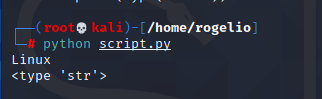 ┌──(root💀kali)-[/home/rogelio]
└─# python script.py
Linux
<type 'str'>